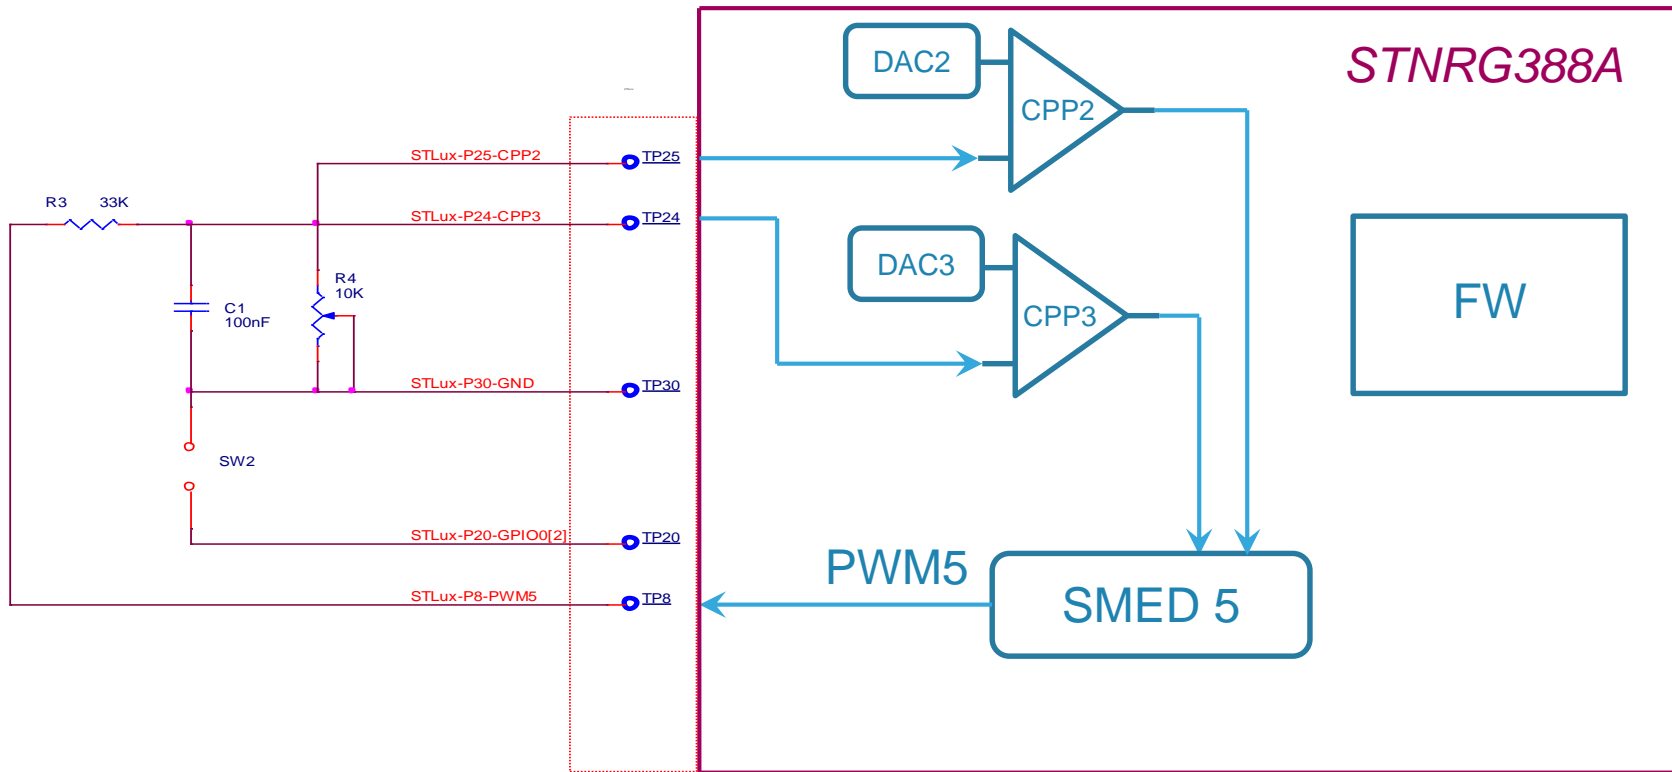 DAC2
STNRG388A
CPP2
STLux-P25-CPP2
TP25
R3 33K
STLux-P24-CPP3
TP24
DAC3
R4
10K
C1
100nF
CPP3
FW
STLux-P30-GND
TP30
SW2
STLux-P20-GPIO0[2]
TP20
PWM5
STLux-P8-PWM5
TP8
SMED 5